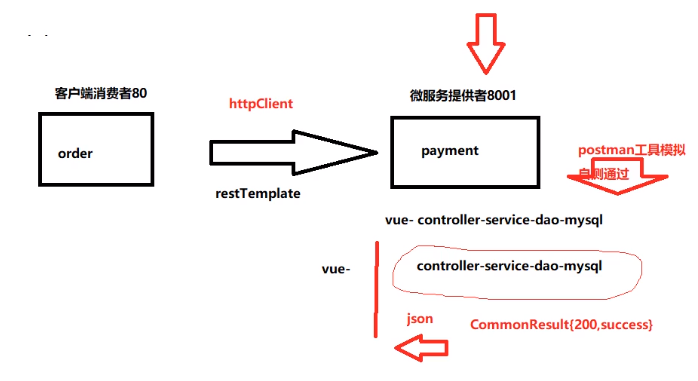 客户端消费者80
httpClient
微服务提供者8001
order
payment
postman工具模拟
自测通过
restTemplate
vue- controller-service-dao-mysql
vue-
controller-service-dao-mysql
json
CommonResult{200,success}